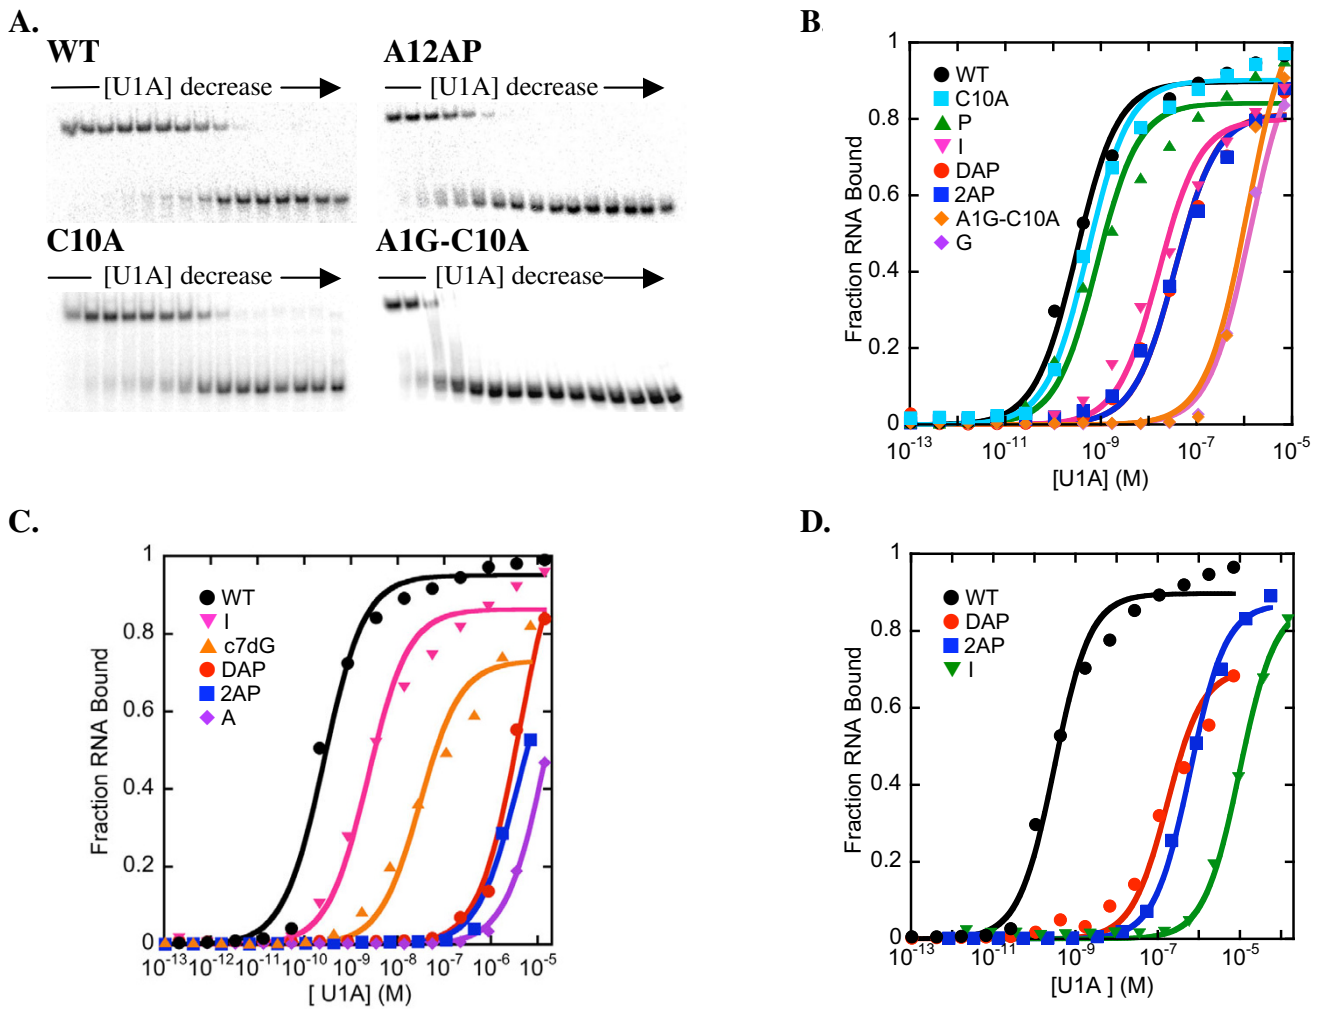 A.
WT
[U1A] decrease
A12AP
[U1A] decrease
C10A
[U1A] decrease
A1G-C10A
[U1A] decrease
B.
1
0.8
0.6
0.4
0.2
0
Fraction RNA Bound
WT
C10A
P
I
DAP
2AP
A1G-C10A
G
10-13 10-11 10-9 10-7 10-5
[U1A] (M)
C.
1
0.8
0.6
0.4
0.2
0
Fraction RNA Bound
WT
I
c7dG
DAP
2AP
A
10-13 10-12 10-11 10-10 10-9 10-8 10-7 10-6 10-5
[ U1A] (M)
D.
1
0.8
0.6
0.4
0.2
0
Fraction RNA Bound
WT
DAP
2AP
I
10-13 10-11 10-9 10-7 10-5
[U1A ] (M)